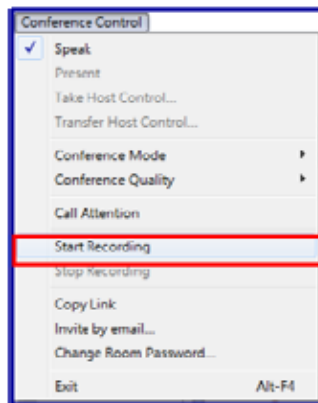 Conference Control
Speak
Present
Take Host Control...
Transfer Host Control...
Conference Mode
Conference Quality
Call Attention
Start Recording
Stop Recording
Copy Link
Invite by email...
Change Room Password...
Exit Alt-F4